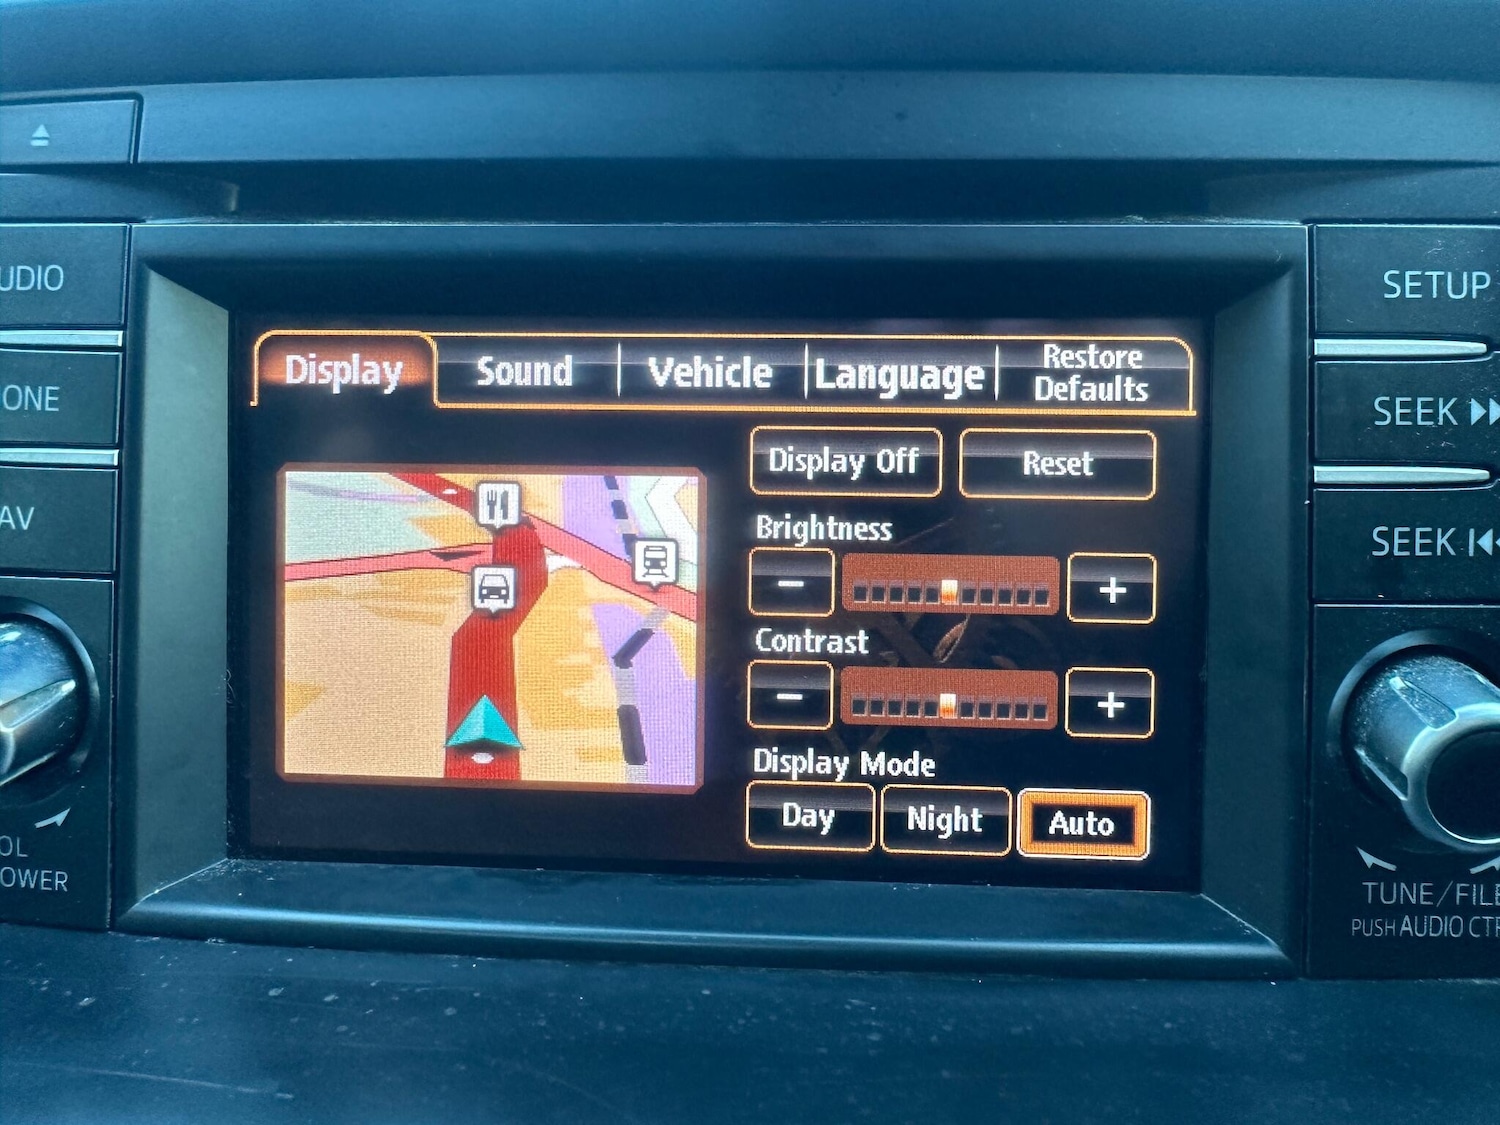 UDIO
ONE
AV
OL
OWER
Display
Sound
Vehicle
Language
Restore
Defaults
Display Off
Reset
Brightness
-
+
Contrast
-
+
Display Mode
Day
Night
Auto
SETUP
SEEK
SEEK
TUNE/FILE
PUSH AUDIO CTR